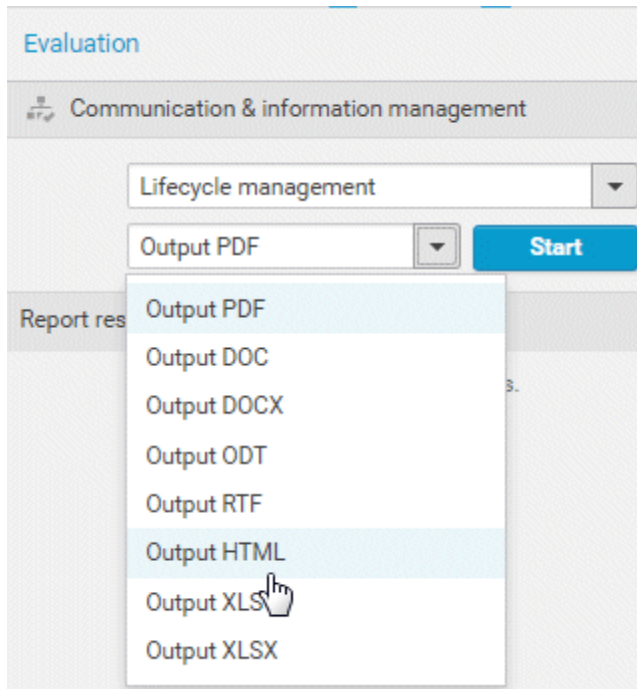 Evaluation
Communication & information management
Lifecycle management
Output PDF
Start
Output PDF
Report res
Output DOC
s.
Output DOCX
Output ODT
Output RTF
Output HTML
Output XLS
Output XLSX